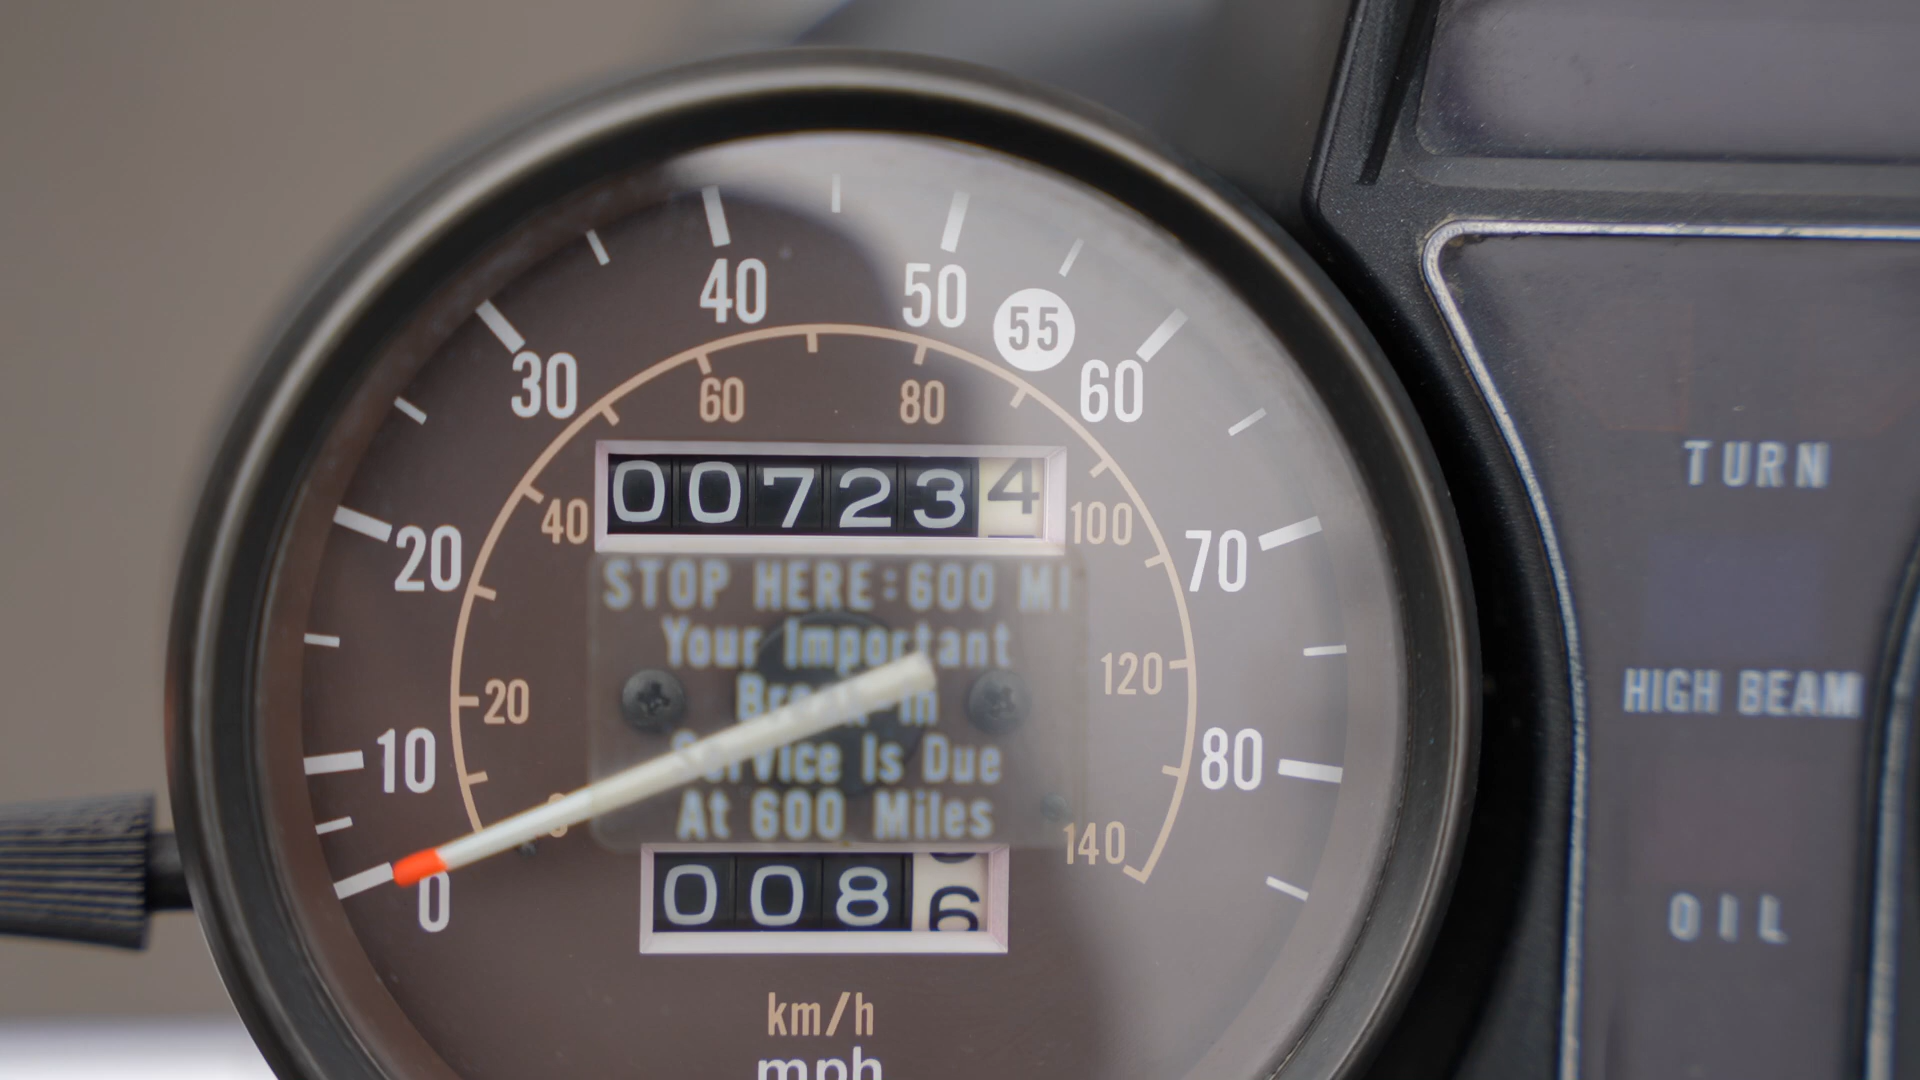 40 50 55
30 60
60 80
007234
20 40 100 70
STOP HERE: 600 MI
Your Important
Break In
Service Is Due
At 600 Miles
20 120
10 80
0 140
0
0086
km/h
mph
TURN
HIGH BEAM
OIL